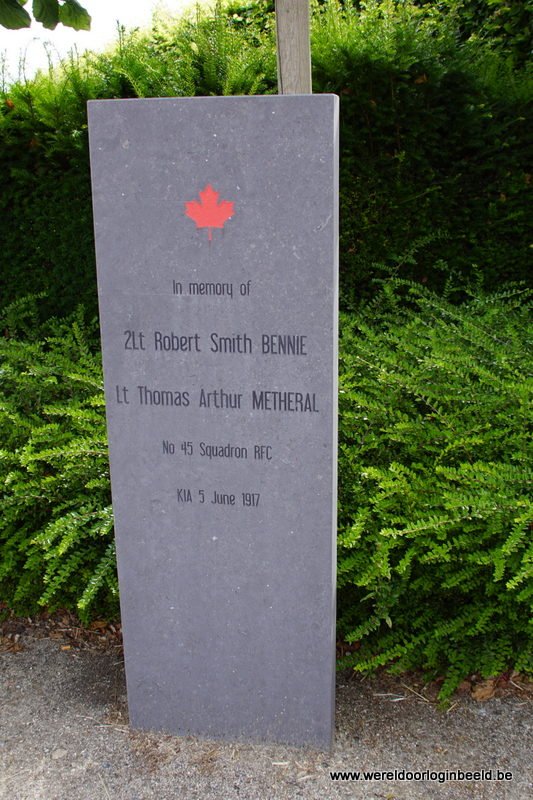 In memory of
2Lt Robert Smith BENNIE
Lt Thomas Arthur METHERAL
No 45 Squadron RFC
KIA 5 June 1917
www.wereldoorloginbeeld.be